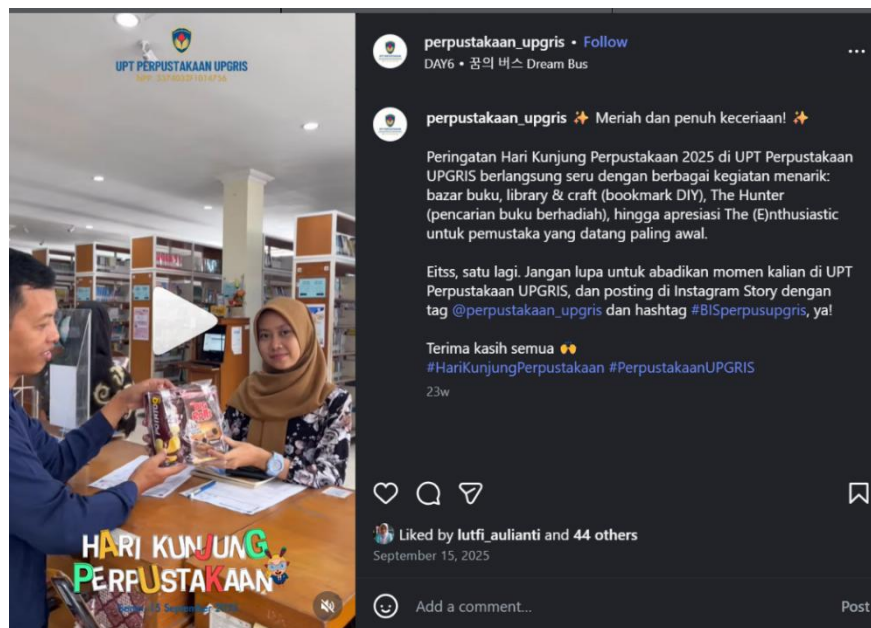 UPT PERPUSTAKAAN UPGRIS
HARI KUNJUNG
PERPUSTAKAAN
perpustakaan_upgris • Follow
DAY6 • 꿈의 버스 Dream Bus
perpustakaan_upgris ✨ Meriah dan penuh keceriaan! ✨
Peringatan Hari Kunjung Perpustakaan 2025 di UPT Perpustakaan
UPGRIS berlangsung seru dengan berbagai kegiatan menarik:
bazar buku, library & craft (bookmark DIY), The Hunter
(pencarian buku berhadiah), hingga apresiasi The (E)nthusiastic
untuk pemustaka yang datang paling awal.
Eitss, satu lagi. Jangan lupa untuk abadikan momen kalian di UPT
Perpustakaan UPGRIS, dan posting di Instagram Story dengan
tag @perpustakaan_upgris dan hashtag #BISperpusupgris, ya!
Terima kasih semua 🙌
#HariKunjungPerpustakaan #PerpustakaanUPGRIS
23w
Liked by lutfi_aulianti and 44 others
September 15, 2025
Add a comment...
Post